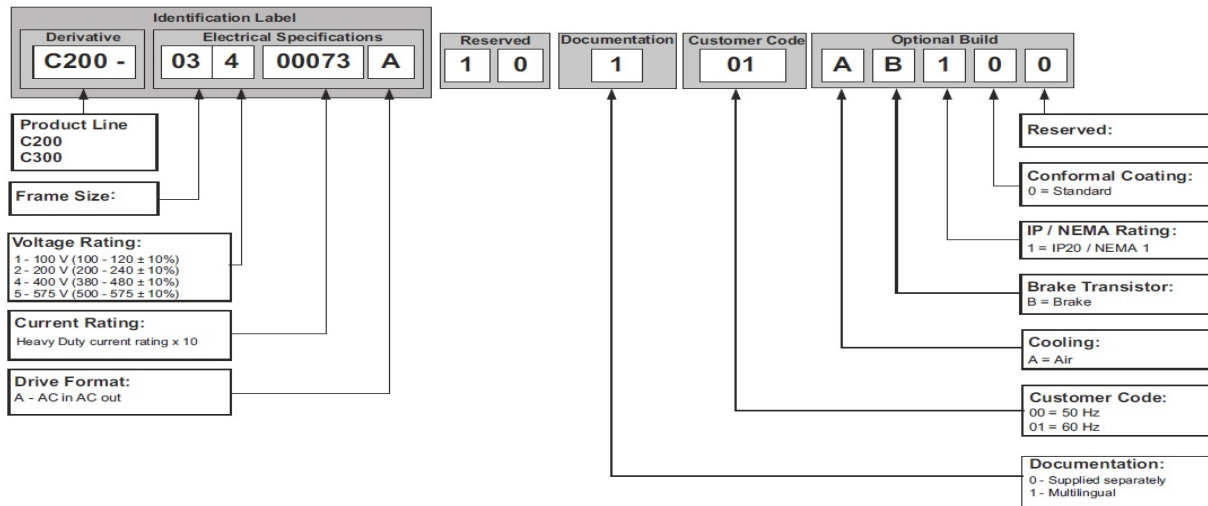 Identification Label
Derivative
Electrical Specifications
Reserved
Documentation
Customer Code
Optional Build
C200 -
03 4 00073 A
1 0
1
01
A B 1 0 0
Product Line
C200
C300
Frame Size:
Voltage Rating:
1 - 100 V (100 - 120 ± 10%)
2 - 200 V (200 - 240 ± 10%)
4 - 400 V (380 - 480 ± 10%)
5 - 575 V (500 - 575 ± 10%)
Current Rating:
Heavy Duty current rating x 10
Drive Format:
A - AC in AC out
Reserved:
Conformal Coating:
0 = Standard
IP / NEMA Rating:
1 = IP20 / NEMA 1
Brake Transistor:
B = Brake
Cooling:
A = Air
Customer Code:
00 = 50 Hz
01 = 60 Hz
Documentation:
0 - Supplied separately
1 - Multilingual